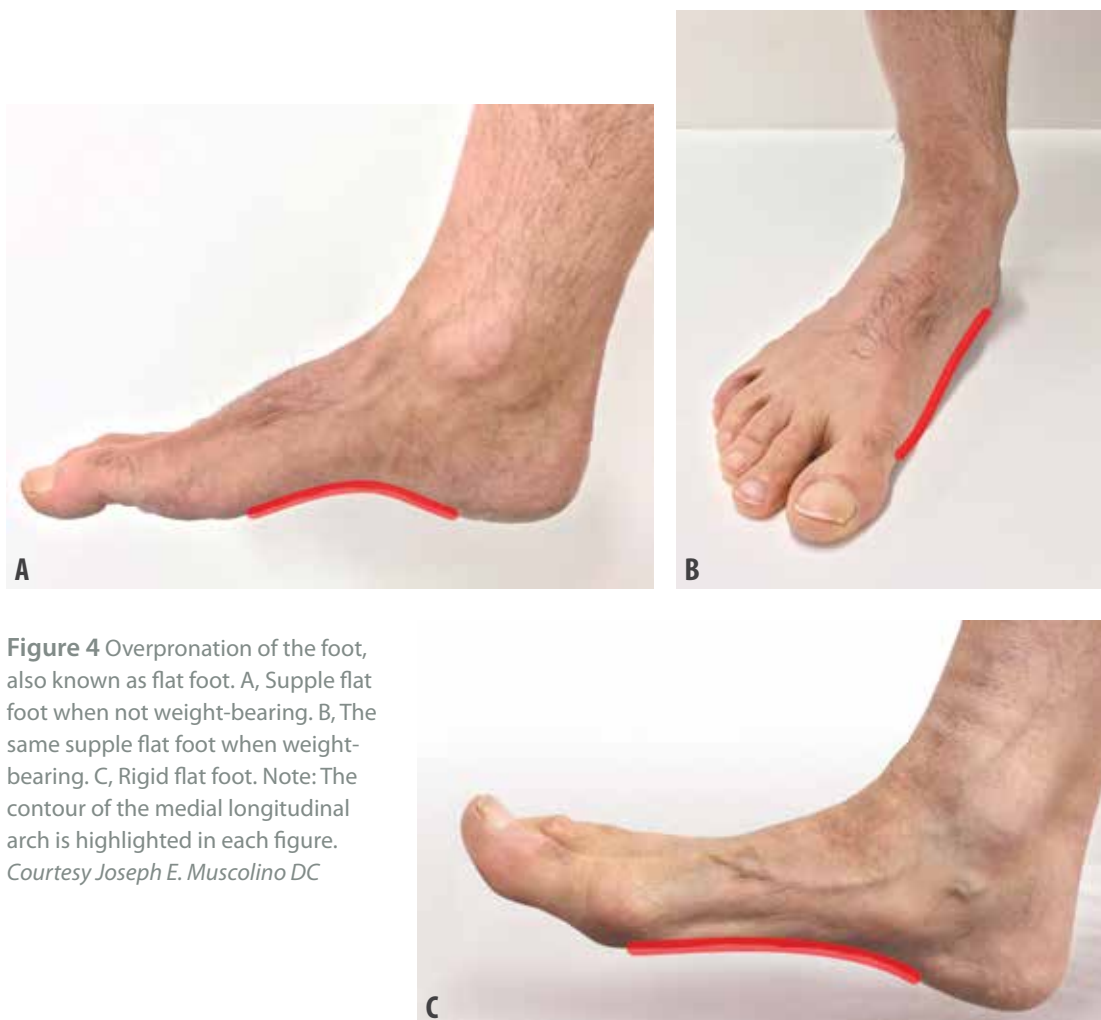 A
B
Figure 4 Overpronation of the foot,
also known as flat foot. A, Supple flat
foot when not weight-bearing. B, The
same supple flat foot when weight-
bearing. C, Rigid flat foot. Note: The
contour of the medial longitudinal
arch is highlighted in each figure.
Courtesy Joseph E. Muscolino DC
C